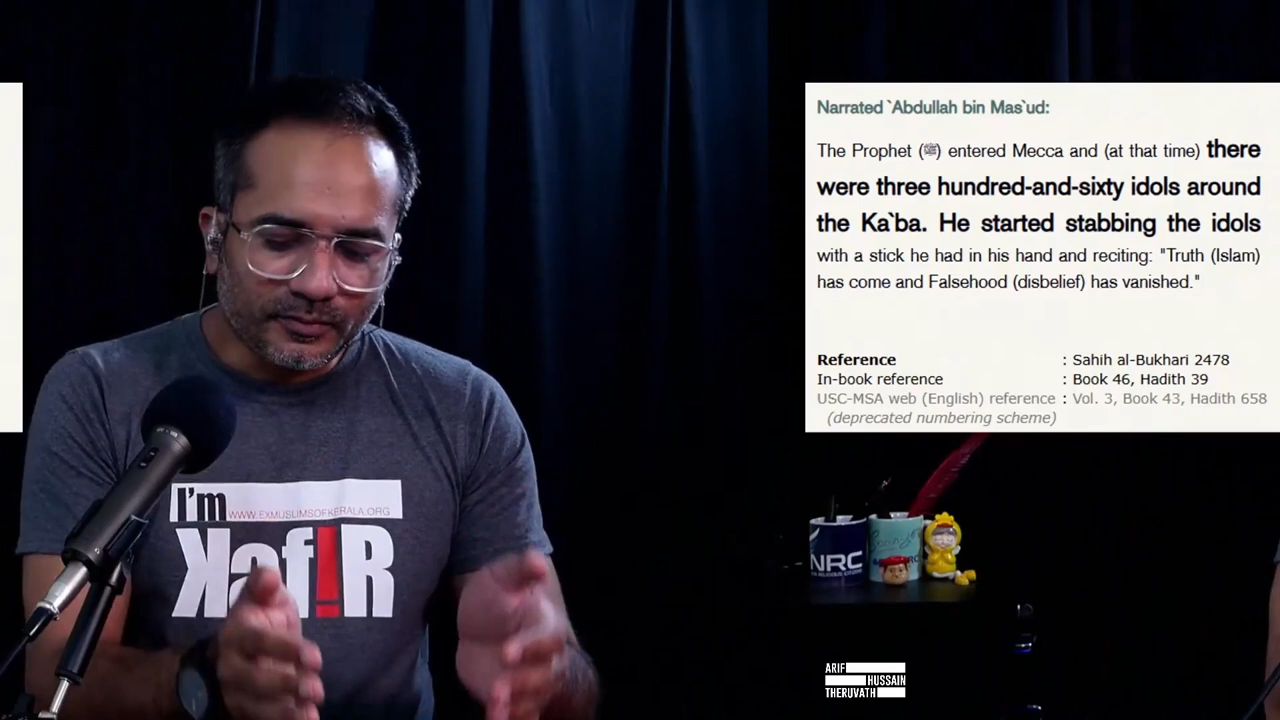 Narrated `Abdullah bin Mas`ud:
The Prophet (ﷺ) entered Mecca and (at that time) there
were three hundred-and-sixty idols around
the Ka`ba. He started stabbing the idols
with a stick he had in his hand and reciting: "Truth (Islam)
has come and Falsehood (disbelief) has vanished."
Reference : Sahih al-Bukhari 2478
In-book reference : Book 46, Hadith 39
USC-MSA web (English) reference : Vol. 3, Book 43, Hadith 658
(deprecated numbering scheme)
I'm
WWW.EXMUSLIMSOFKERALA.ORG
Kaf!R
NRC
ARIF
HUSSAIN
THERUVATH